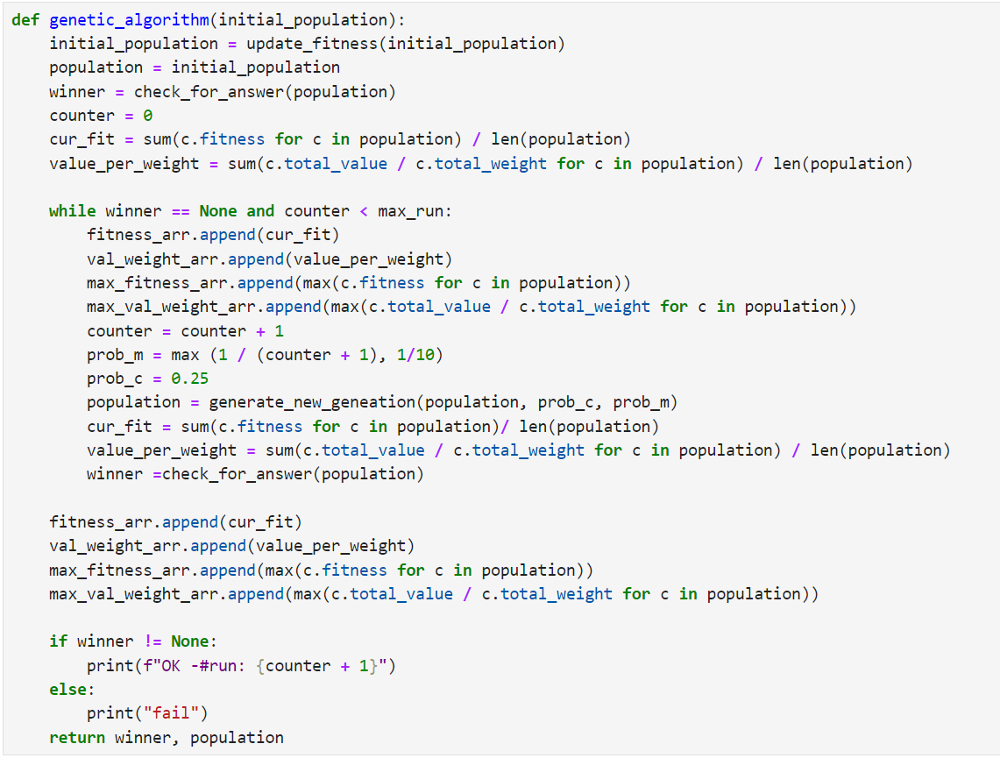 def genetic_algorithm(initial_population):
    initial_population = update_fitness(initial_population)
    population = initial_population
    winner = check_for_answer(population)
    counter = 0
    cur_fit = sum(c.fitness for c in population) / len(population)
    value_per_weight = sum(c.total_value / c.total_weight for c in population) / len(population)

    while winner == None and counter < max_run:
        fitness_arr.append(cur_fit)
        val_weight_arr.append(value_per_weight)
        max_fitness_arr.append(max(c.fitness for c in population))
        max_val_weight_arr.append(max(c.total_value / c.total_weight for c in population))
        counter = counter + 1
        prob_m = max (1 / (counter + 1), 1/10)
        prob_c = 0.25
        population = generate_new_geneation(population, prob_c, prob_m)
        cur_fit = sum(c.fitness for c in population)/ len(population)
        value_per_weight = sum(c.total_value / c.total_weight for c in population) / len(population)
        winner =check_for_answer(population)

    fitness_arr.append(cur_fit)
    val_weight_arr.append(value_per_weight)
    max_fitness_arr.append(max(c.fitness for c in population))
    max_val_weight_arr.append(max(c.total_value / c.total_weight for c in population))

    if winner != None:
        print(f"OK -#run: {counter + 1}")
    else:
        print("fail")
    return winner, population